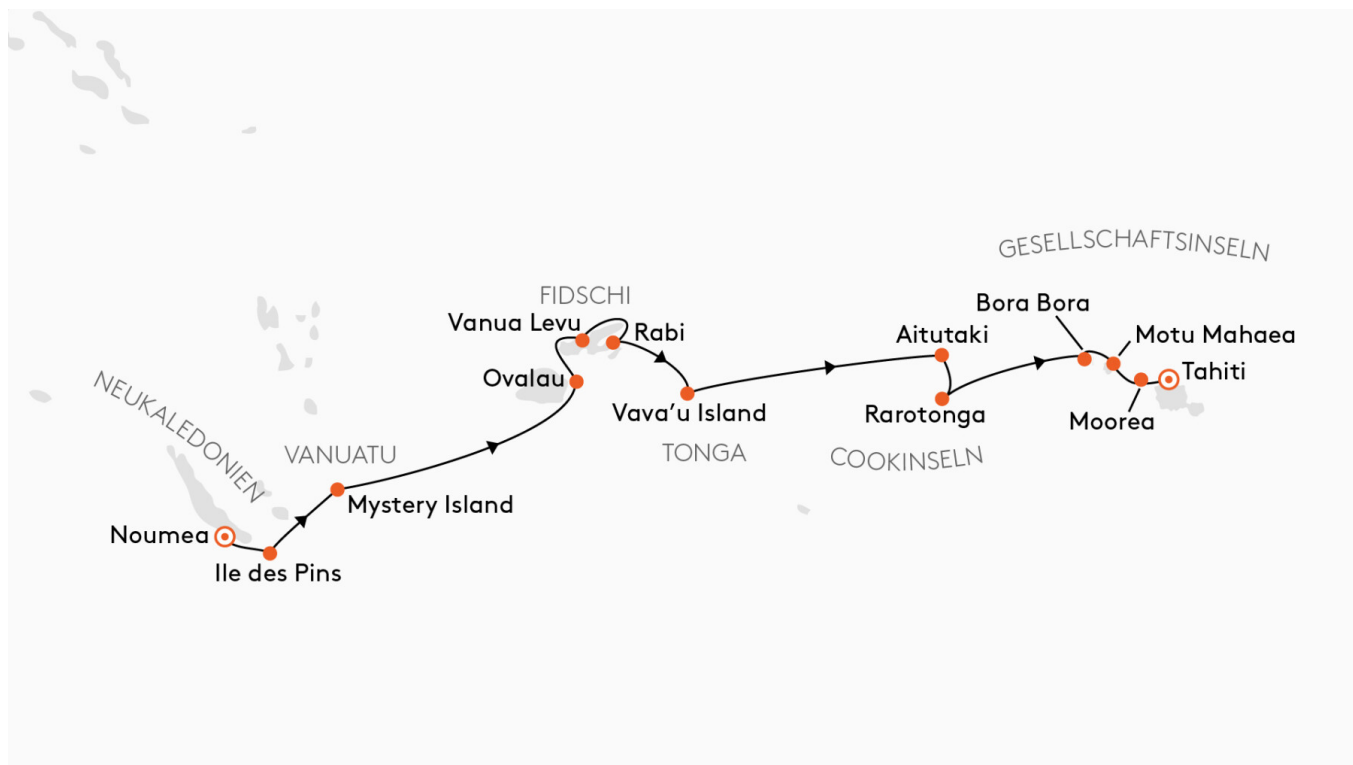 GESELLSCHAFTSINSELN
FIDSCHI
Bora Bora
Vanua Levu
Rabi
Aitutaki
Motu Mahaea
Ovalau
Tahiti
NEUKALEDONIEN
Vava'u Island
Rarotonga
Moorea
VANUATU
TONGA
COOKINSELN
Mystery Island
Noumea
Ile des Pins